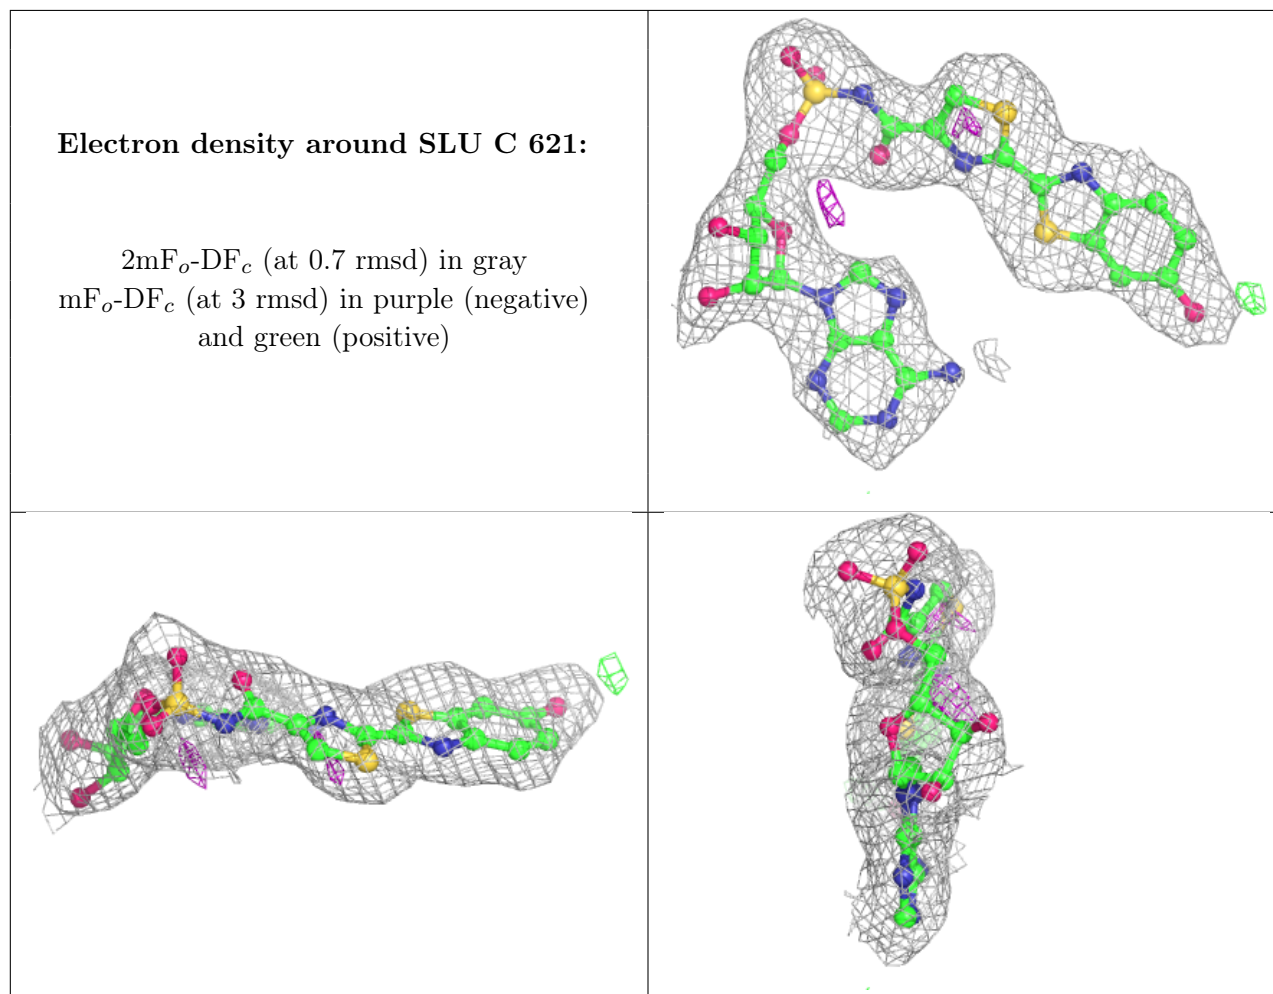 Electron density around SLU C 621:
2mFo-DFc (at 0.7 rmsd) in gray
mFo-DFc (at 3 rmsd) in purple (negative)
and green (positive)